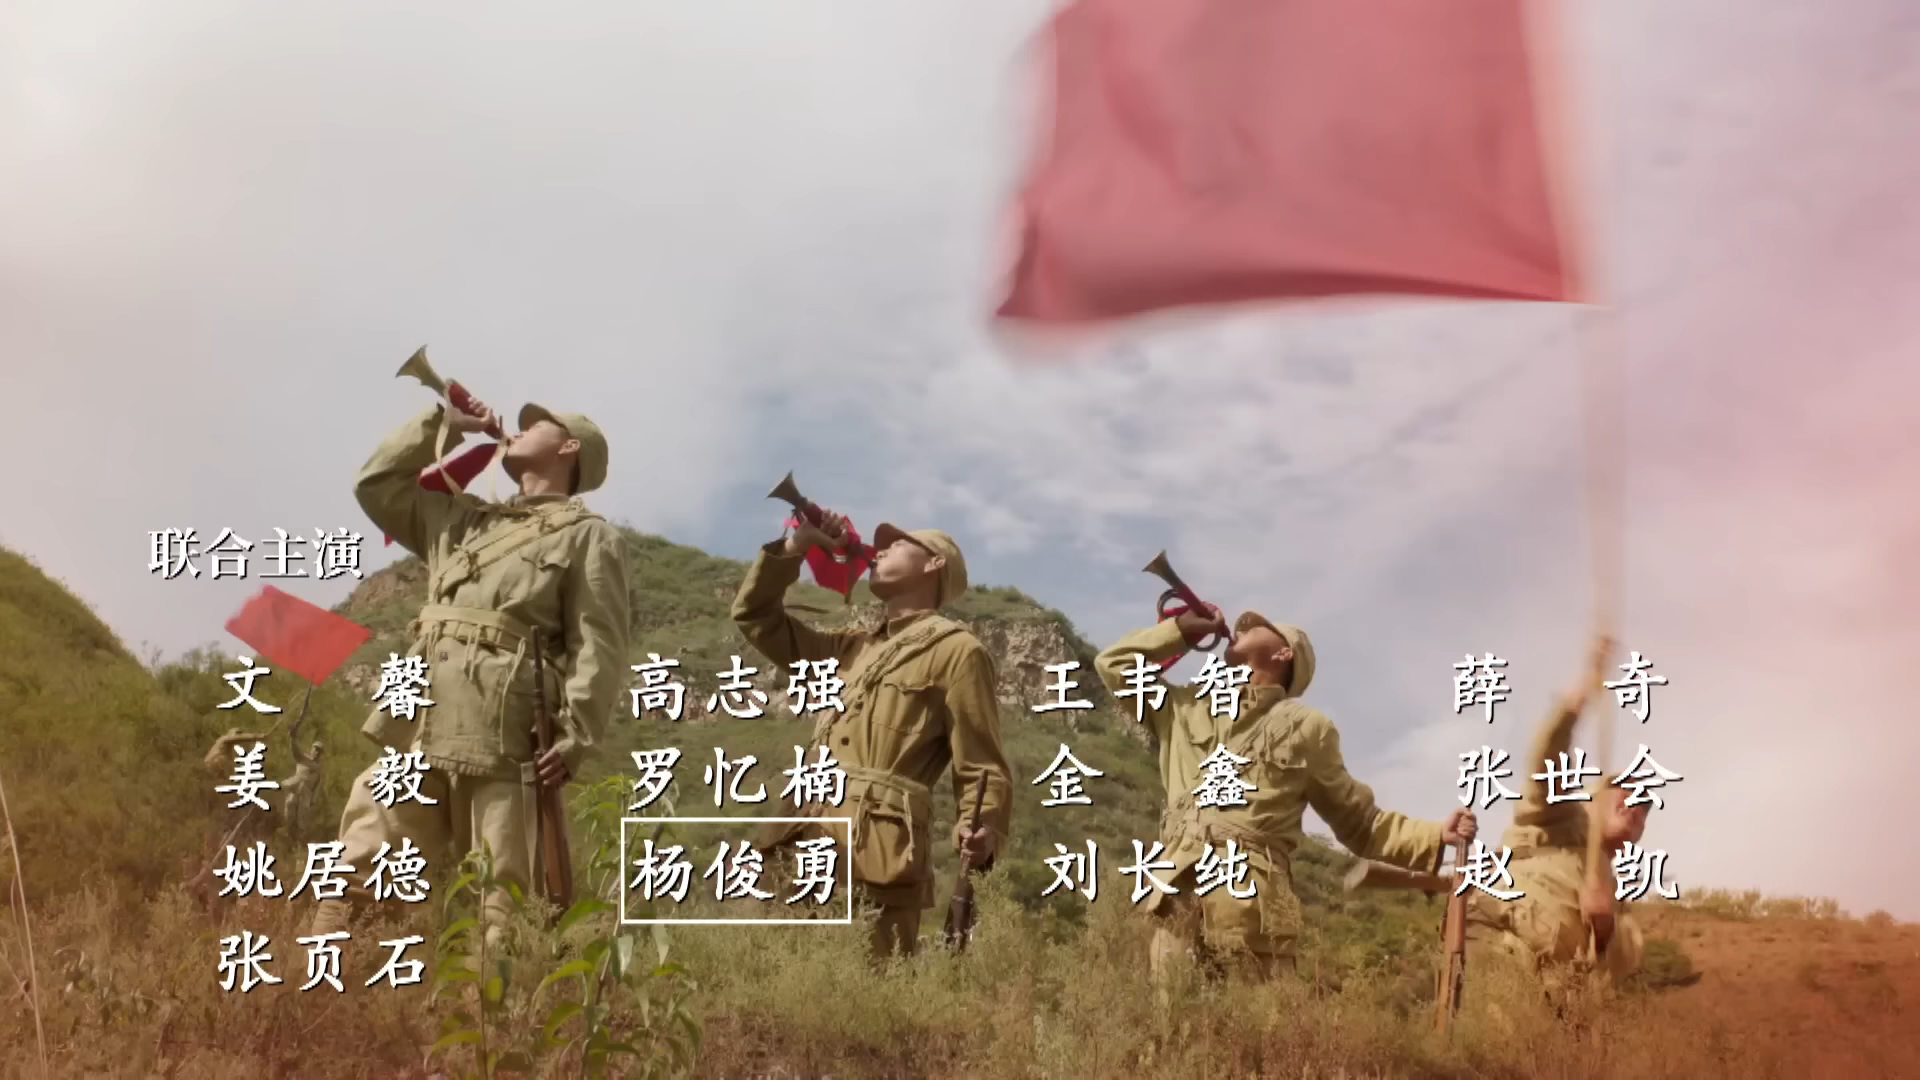 联合主演
文 馨 高志强 王韦智 薛 奇
姜 毅 罗忆楠 金 鑫 张世会
姚居德 杨俊勇 刘长纯 赵 凯
张页石